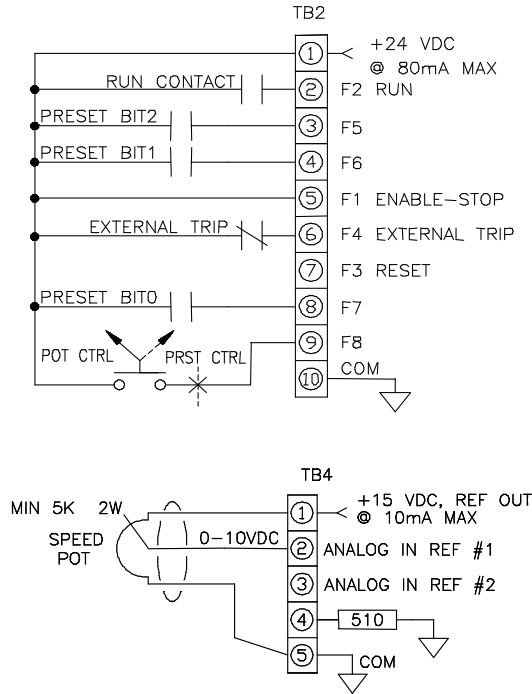 TB2
1
+24 VDC
@ 80mA MAX
RUN CONTACT
2
F2 RUN
PRESET BIT2
3
F5
PRESET BIT1
4
F6
5
F1 ENABLE-STOP
EXTERNAL TRIP
6
F4 EXTERNAL TRIP
7
F3 RESET
PRESET BIT0
8
F7
POT CTRL
PRST CTRL
9
F8
10
COM
TB4
MIN 5K 2W
1
+15 VDC, REF OUT
@ 10mA MAX
SPEED
POT
0-10VDC
2
ANALOG IN REF #1
3
ANALOG IN REF #2
4
510
5
COM